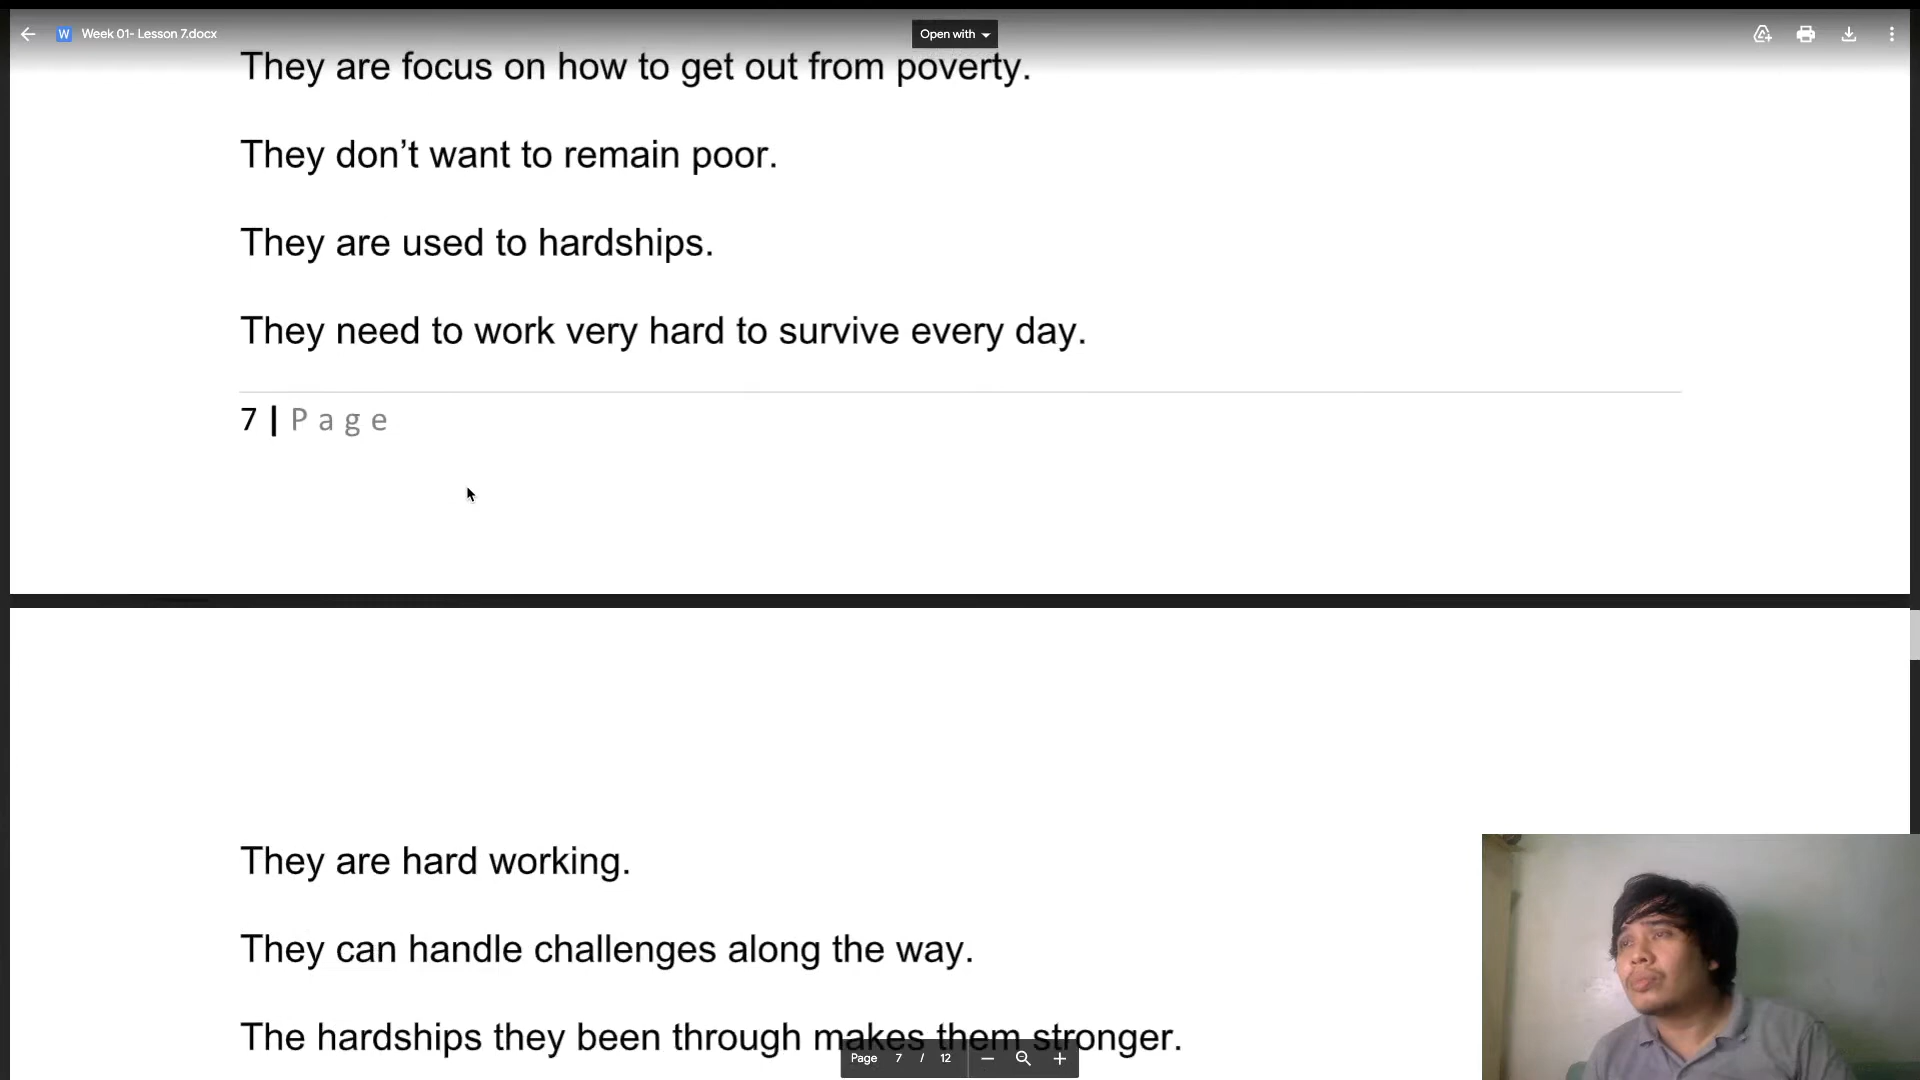 Week 01- Lesson 7.docx
Open with
They are focus on how to get out from poverty.
They don’t want to remain poor.
They are used to hardships.
They need to work very hard to survive every day.
7 | Page
They are hard working.
They can handle challenges along the way.
The hardships they been through makes them stronger.
Page 7 / 12